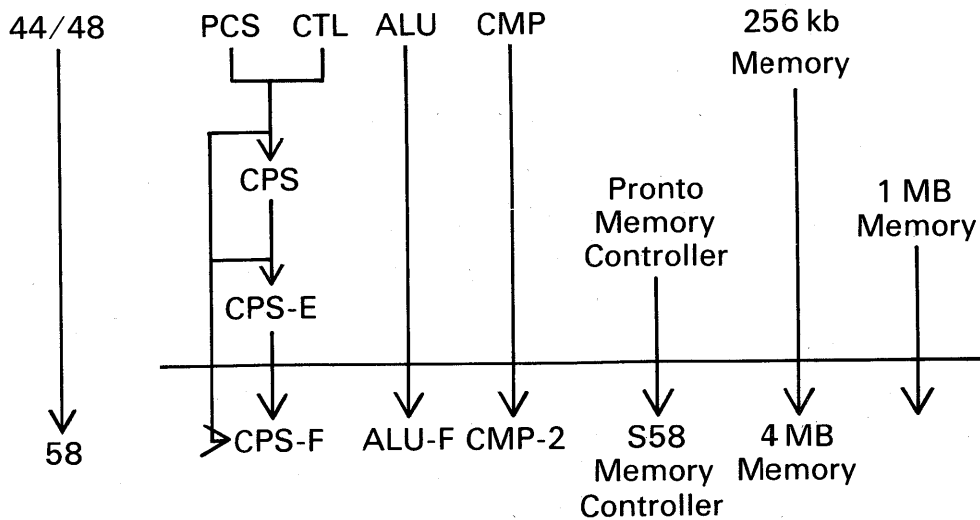 44/48 PCS CTL ALU CMP 256 kb
Memory
CPS
Pronto
Memory
Controller
1 MB
Memory
CPS-E
58
CPS-F ALU-F CMP-2
S58
Memory
Controller
4 MB
Memory